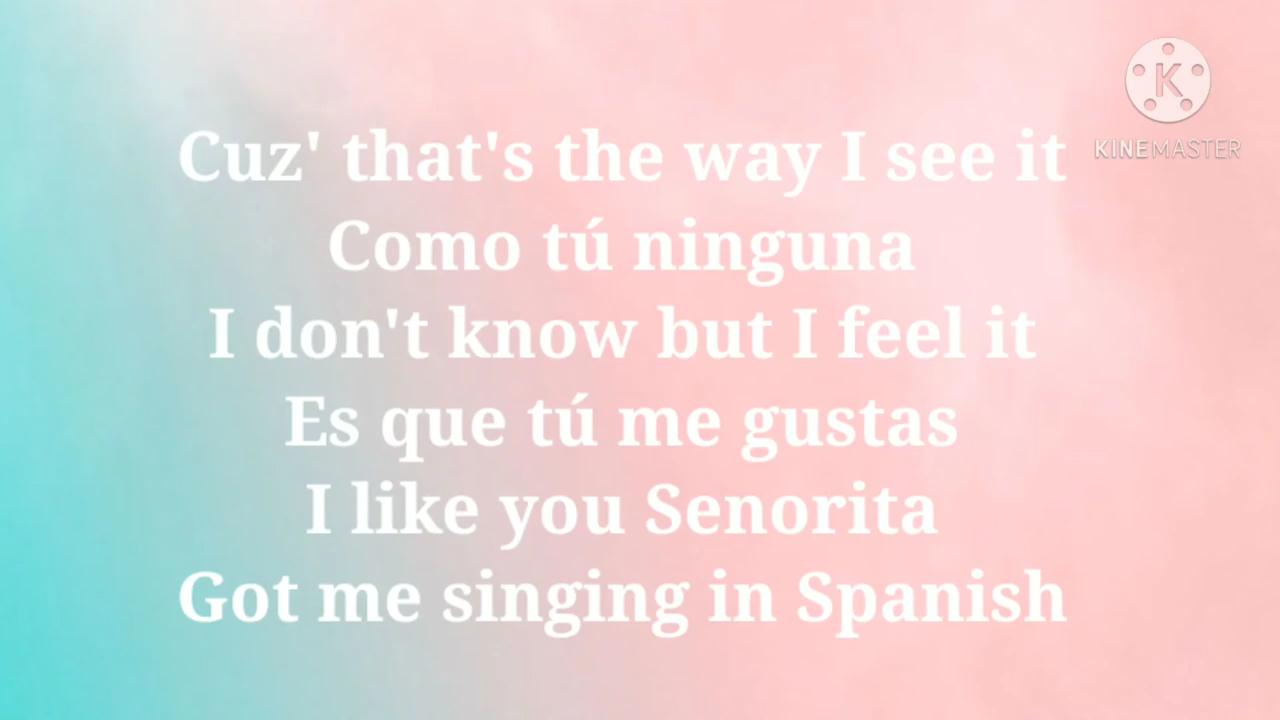 Cuz' that's the way I see it
Como tú ninguna
I don't know but I feel it
Es que tú me gustas
I like you Senorita
Got me singing in Spanish
K
KINEMASTER